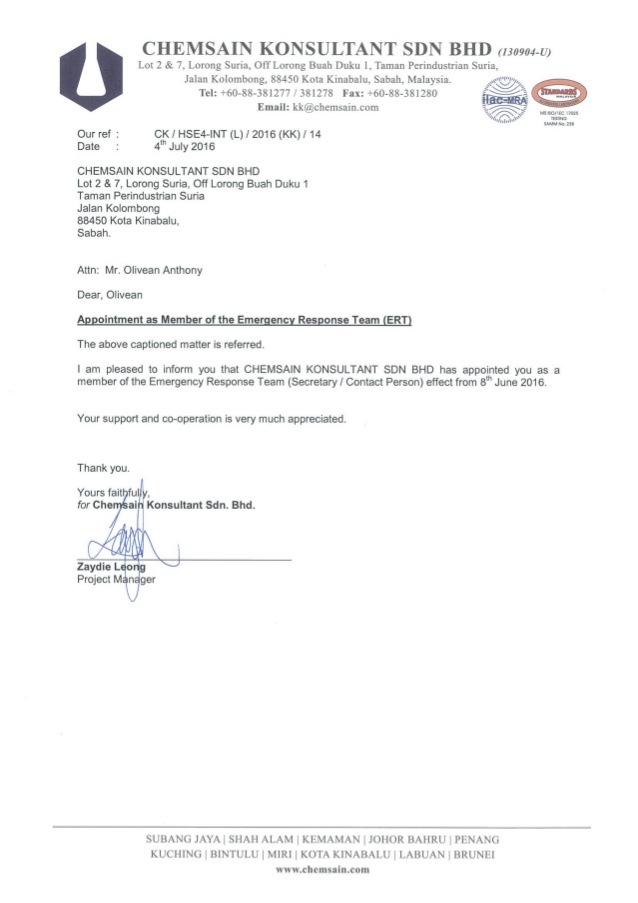 CHEMSAIN KONSULTANT SDN BHD (130904-U)
Lot 2 & 7, Lorong Suria, Off Lorong Buah Duku 1, Taman Perindustrian Suria,
Jalan Kolombong, 88450 Kota Kinabalu, Sabah, Malaysia.
Tel: +60-88-381277 / 381278 Fax: +60-88-381280
Email: kk@chemsain.com
ilac-MRA
STANDARDS
MALAYSIA
MS ISO/IEC 17025
TESTING
SAMM No. 238
Our ref : CK / HSE4-INT (L) / 2016 (KK) / 14
Date : 4th July 2016
CHEMSAIN KONSULTANT SDN BHD
Lot 2 & 7, Lorong Suria, Off Lorong Buah Duku 1
Taman Perindustrian Suria
Jalan Kolombong
88450 Kota Kinabalu,
Sabah.
Attn: Mr. Olivean Anthony
Dear, Olivean
Appointment as Member of the Emergency Response Team (ERT)
The above captioned matter is referred.
I am pleased to inform you that CHEMSAIN KONSULTANT SDN BHD has appointed you as a
member of the Emergency Response Team (Secretary / Contact Person) effect from 8th June 2016.
Your support and co-operation is very much appreciated.
Thank you.
Yours faithfully,
for Chemsain Konsultant Sdn. Bhd.
Zaydie Leong
Project Manager
SUBANG JAYA | SHAH ALAM | KEMAMAN | JOHOR BAHRU | PENANG
KUCHING | BINTULU | MIRI | KOTA KINABALU | LABUAN | BRUNEI
www.chemsain.com